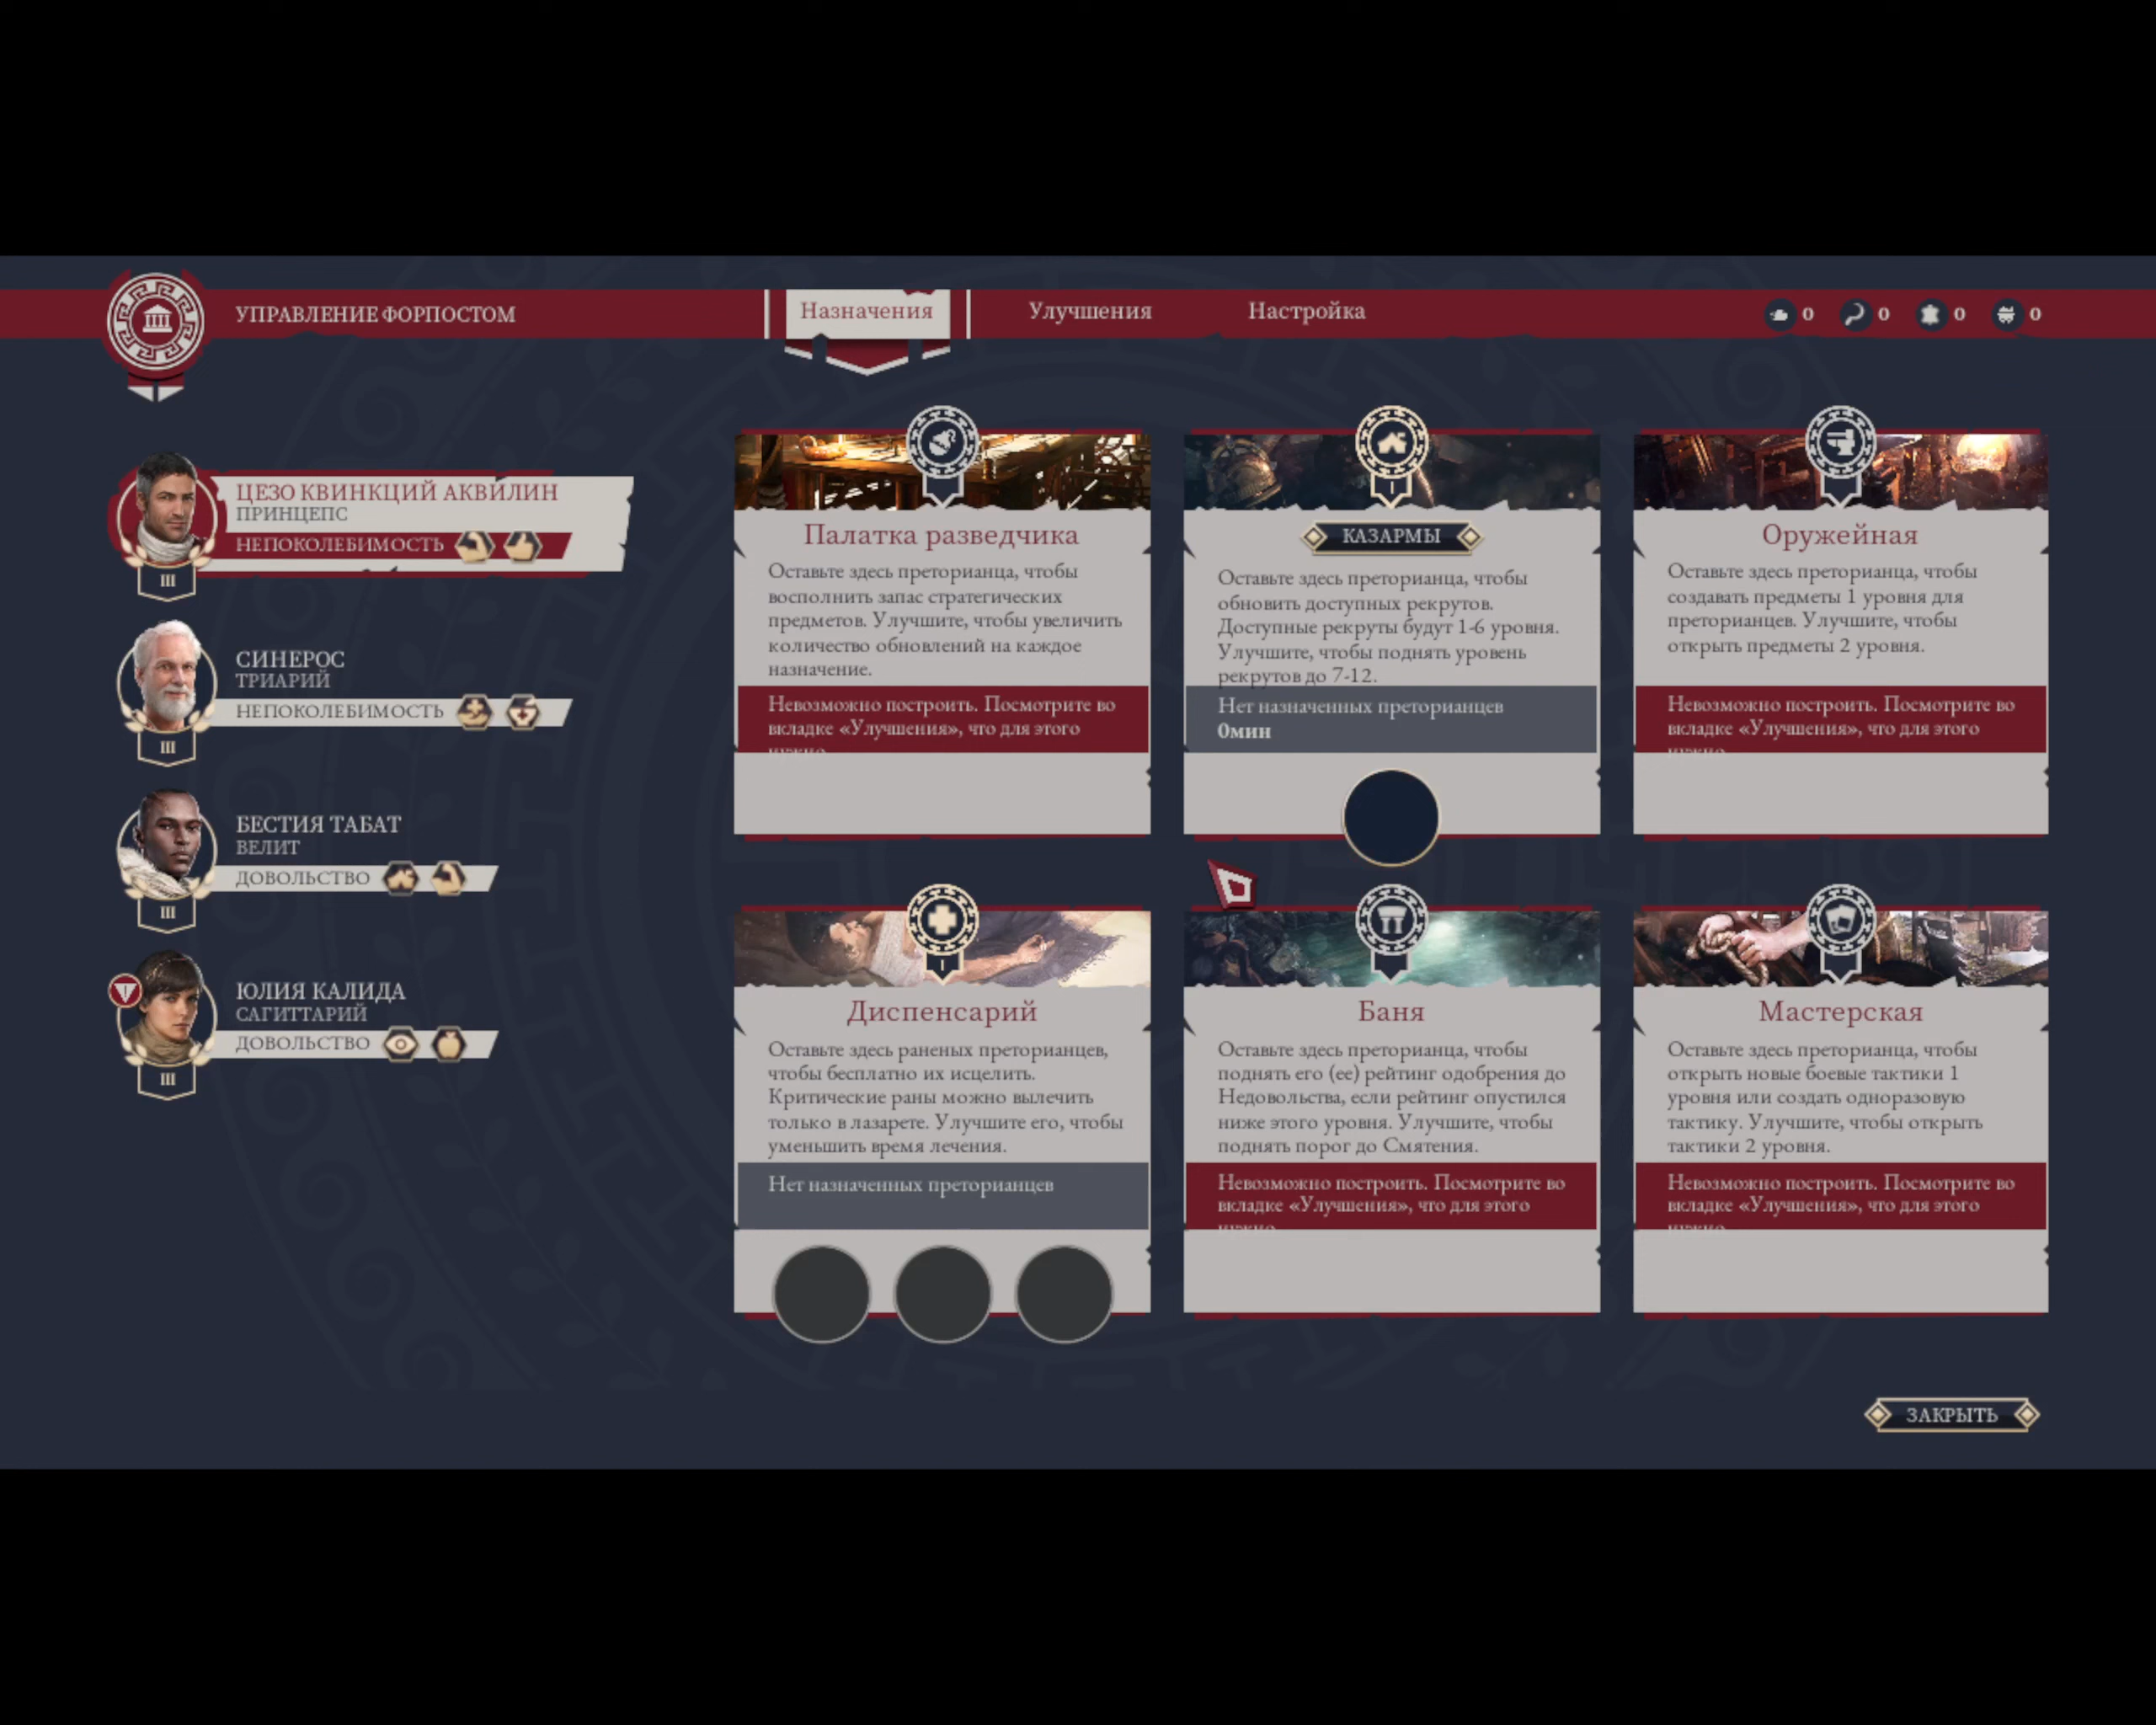 УПРАВЛЕНИЕ ФОРПОСТОМ
Назначения
Улучшения
Настройка
0
0
0
0
ЦЕЗО КВИНКЦИЙ АКВИЛИН
ПРИНЦЕПС
НЕПОКОЛЕБИМОСТЬ
III
СИНЕРОС
ТРИАРИЙ
НЕПОКОЛЕБИМОСТЬ
III
БЕСТИЯ ТАБАТ
ВЕЛИТ
ДОВОЛЬСТВО
III
ЮЛИЯ КАЛИДА
САГИТТАРИЙ
ДОВОЛЬСТВО
III
Палатка разведчика
Оставьте здесь преторианца, чтобы
восполнить запас стратегических
предметов. Улучшите, чтобы увеличить
количество обновлений на каждое
назначение.
Невозможно построить. Посмотрите во
вкладке «Улучшения», что для этого
нужно.
I
КАЗАРМЫ
Оставьте здесь преторианца, чтобы
обновить доступных рекрутов.
Доступные рекруты будут 1-6 уровня.
Улучшите, чтобы поднять уровень
рекрутов до 7-12.
Нет назначенных преторианцев
0мин
Оружейная
Оставьте здесь преторианца, чтобы
создавать предметы 1 уровня для
преторианцев. Улучшите, чтобы
открыть предметы 2 уровня.
Невозможно построить. Посмотрите во
вкладке «Улучшения», что для этого
нужно.
I
Диспенсарий
Оставьте здесь раненых преторианцев,
чтобы бесплатно их исцелить.
Критические раны можно вылечить
только в лазарете. Улучшите его, чтобы
уменьшить время лечения.
Нет назначенных преторианцев
Баня
Оставьте здесь преторианца, чтобы
поднять его (ее) рейтинг одобрения до
Недовольства, если рейтинг опустился
ниже этого уровня. Улучшите, чтобы
поднять порог до Смятения.
Невозможно построить. Посмотрите во
вкладке «Улучшения», что для этого
нужно.
Мастерская
Оставьте здесь преторианца, чтобы
открыть новые боевые тактики 1
уровня или создать одноразовую
тактику. Улучшите, чтобы открыть
тактики 2 уровня.
Невозможно построить. Посмотрите во
вкладке «Улучшения», что для этого
нужно.
ЗАКРЫТЬ